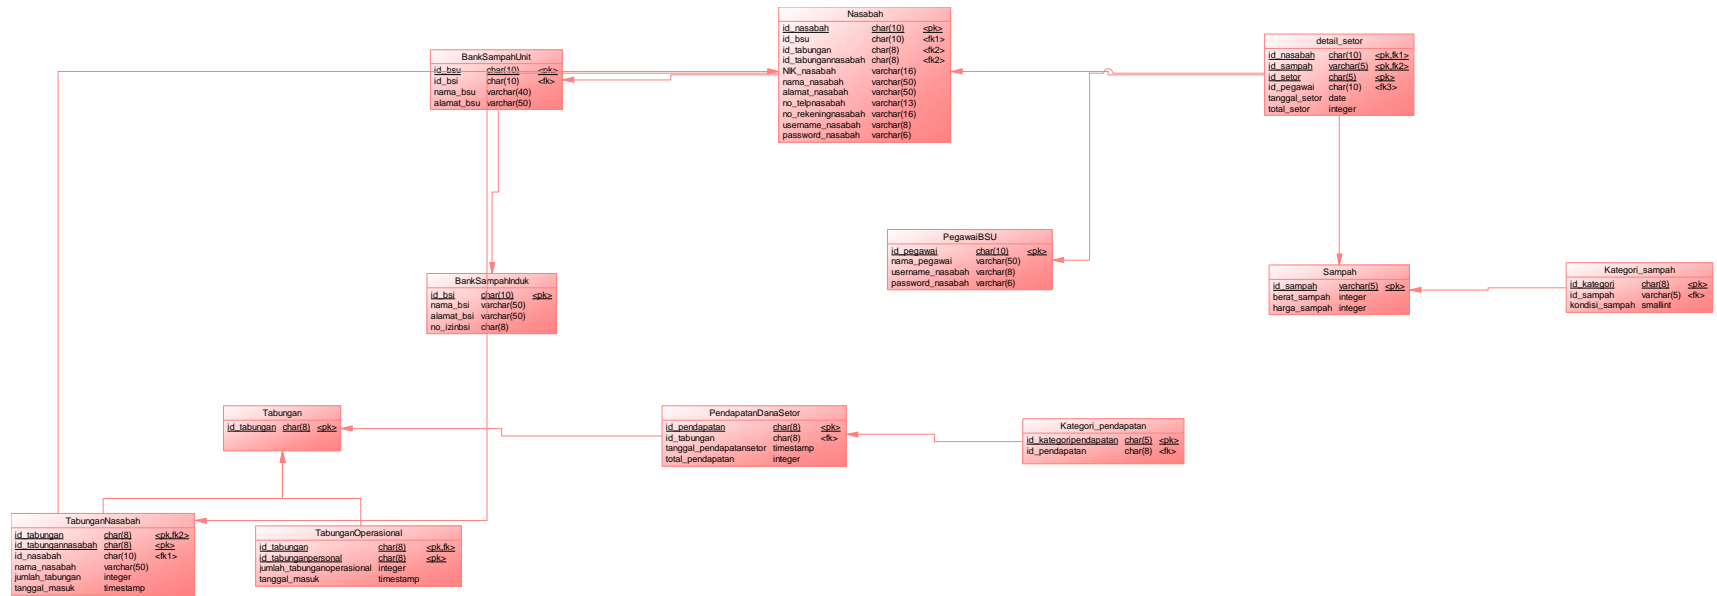 Nasabah
id_nasabah char(10) <pk>
id_bsu char(10) <fk1>
id_tabungan char(8) <fk2>
id_tabungannasabah char(8) <fk2>
NIK_nasabah varchar(16)
nama_nasabah varchar(50)
alamat_nasabah varchar(50)
no_telpnasabah varchar(13)
no_rekeningnasabah varchar(16)
username_nasabah varchar(8)
password_nasabah varchar(6)
detail_setor
id_nasabah char(10) <pk,fk1>
id_sampah varchar(5) <pk,fk2>
id_setor char(5) <pk>
id_pegawai char(10) <fk3>
tanggal_setor date
total_setor integer
BankSampahUnit
id_bsu char(10) <pk>
id_bsi char(10) <fk>
nama_bsu varchar(40)
alamat_bsu varchar(50)
PegawaiBSU
id_pegawai char(10) <pk>
nama_pegawai varchar(50)
username_nasabah varchar(8)
password_nasabah varchar(6)
BankSampahInduk
id_bsi char(10) <pk>
nama_bsi varchar(50)
alamat_bsi varchar(50)
no_izinbsi char(8)
Sampah
id_sampah varchar(5) <pk>
berat_sampah integer
harga_sampah integer
Kategori_sampah
id_kategori char(8) <pk>
id_sampah varchar(5) <fk>
kondisi_sampah smallint
Tabungan
id_tabungan char(8) <pk>
PendapatanDanaSetor
id_pendapatan char(8) <pk>
id_tabungan char(8) <fk>
tanggal_pendapatansetor timestamp
total_pendapatan integer
Kategori_pendapatan
id_kategoripendapatan char(5) <pk>
id_pendapatan char(8) <fk>
TabunganNasabah
id_tabungan char(8) <pk,fk2>
id_tabungannasabah char(8) <pk>
id_nasabah char(10) <fk1>
nama_nasabah varchar(50)
jumlah_tabungan integer
tanggal_masuk timestamp
TabunganOperasional
id_tabungan char(8) <pk,fk>
id_tabunganpersonal char(8) <pk>
jumlah_tabunganoperasional integer
tanggal_masuk timestamp